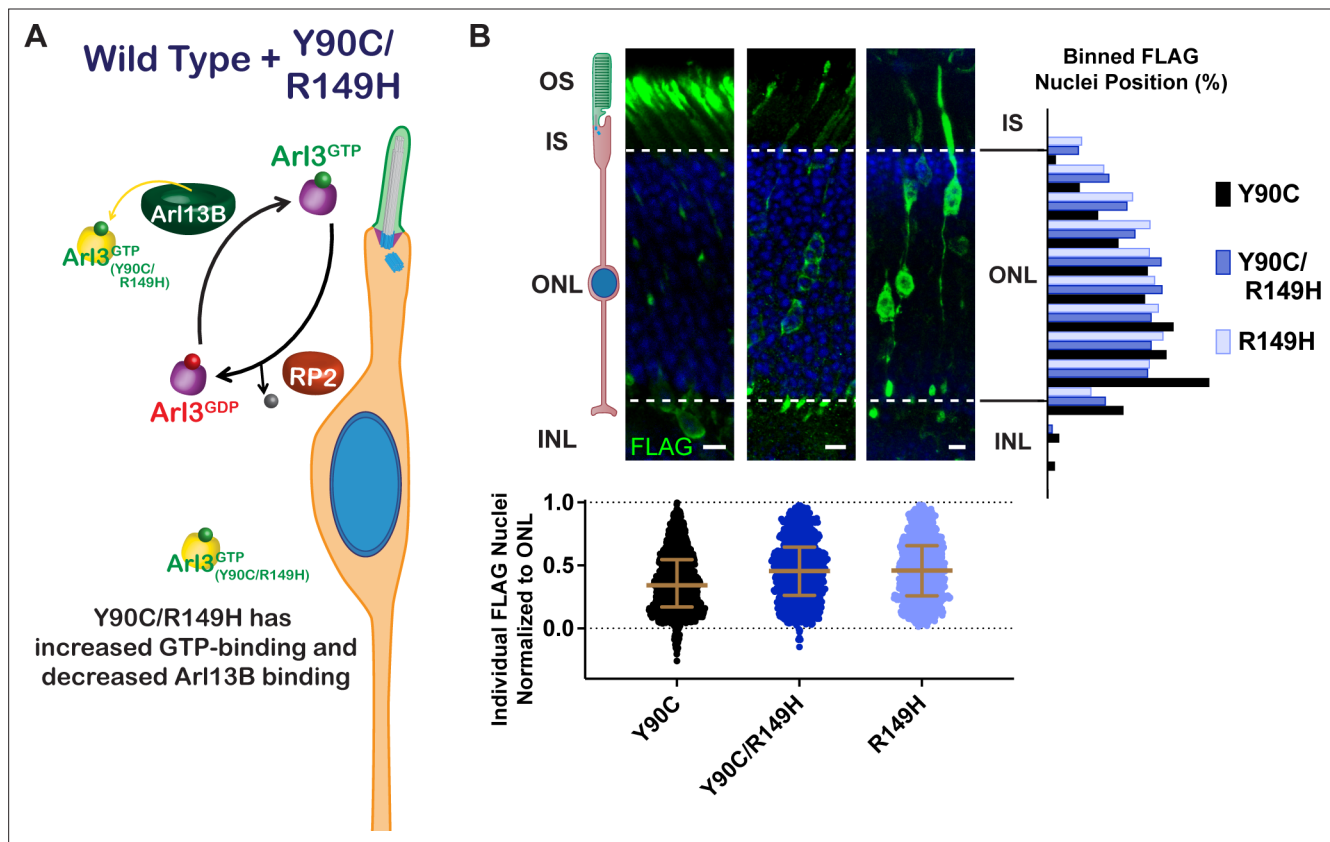 A
Wild Type + Y90C/
R149H
Arl3GTP
Arl13B
Arl3GTP
(Y90C/
R149H)
RP2
Arl3GDP
Arl3GTP
(Y90C/R149H)
Y90C/R149H has
increased GTP-binding and
decreased Arl13B binding
B
OS
IS
ONL
INL
FLAG
Binned FLAG
Nuclei Position (%)
IS
ONL
INL
Y90C
Y90C/
R149H
R149H
Individual FLAG Nuclei
Normalized to ONL
1.0
0.5
0.0
Y90C
Y90C/R149H
R149H